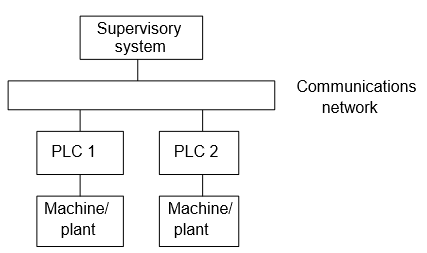 Supervisory
system
Communications
network
PLC 1
PLC 2
Machine/
plant
Machine/
plant